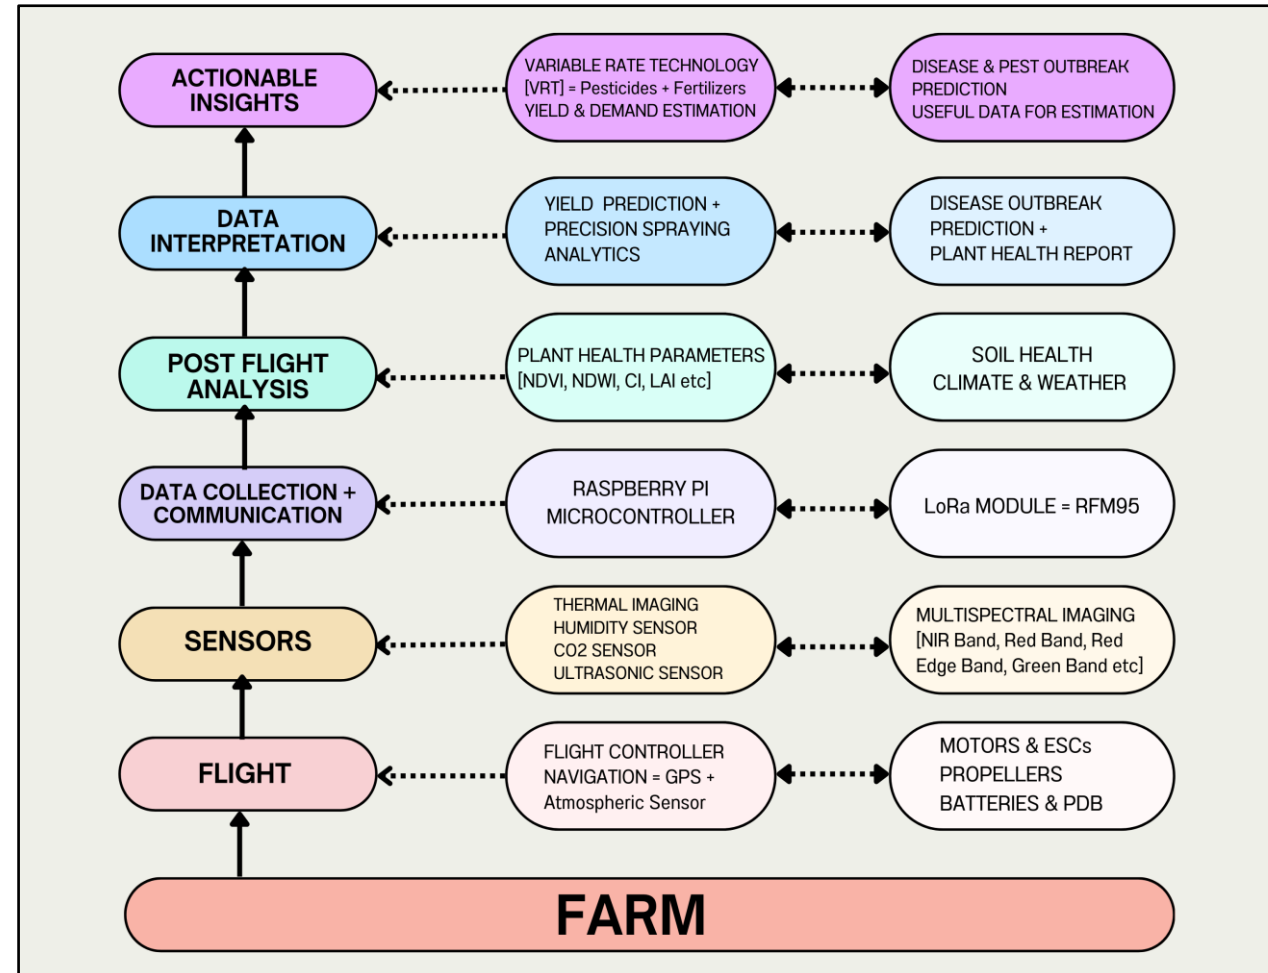 ACTIONABLE
INSIGHTS
VARIABLE RATE TECHNOLOGY
[VRT] = Pesticides + Fertilizers
YIELD & DEMAND ESTIMATION
DISEASE & PEST OUTBREAK
PREDICTION
USEFUL DATA FOR ESTIMATION
DATA
INTERPRETATION
YIELD PREDICTION +
PRECISION SPRAYING
ANALYTICS
DISEASE OUTBREAK
PREDICTION +
PLANT HEALTH REPORT
POST FLIGHT
ANALYSIS
PLANT HEALTH PARAMETERS
[NDVI, NDWI, CI, LAI etc]
SOIL HEALTH
CLIMATE & WEATHER
DATA COLLECTION +
COMMUNICATION
RASPBERRY PI
MICROCONTROLLER
LoRa MODULE = RFM95
SENSORS
THERMAL IMAGING
HUMIDITY SENSOR
CO2 SENSOR
ULTRASONIC SENSOR
MULTISPECTRAL IMAGING
[NIR Band, Red Band, Red
Edge Band, Green Band etc]
FLIGHT
FLIGHT CONTROLLER
NAVIGATION = GPS +
Atmospheric Sensor
MOTORS & ESCs
PROPELLERS
BATTERIES & PDB
FARM